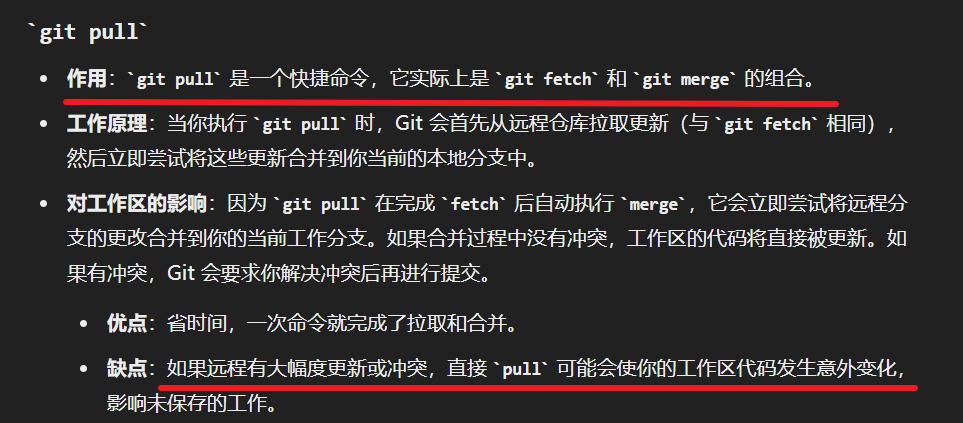 `git pull`
• 作用：`git pull` 是一个快捷命令，它实际上是 `git fetch` 和 `git merge` 的组合。
• 工作原理：当你执行 `git pull` 时，Git 会首先从远程仓库拉取更新（与 `git fetch` 相同），
然后立即尝试将这些更新合并到你当前的本地分支中。
• 对工作区的影响：因为 `git pull` 在完成 `fetch` 后自动执行 `merge`，它会立即尝试将远程分
支的更改合并到你的当前工作分支。如果合并过程中没有冲突，工作区的代码将直接被更新。如
果有冲突，Git 会要求你解决冲突后再进行提交。
• 优点：省时间，一次命令就完成了拉取和合并。
• 缺点：如果远程有大幅度更新或冲突，直接 `pull` 可能会使你的工作区代码发生意外变化，
影响未保存的工作。